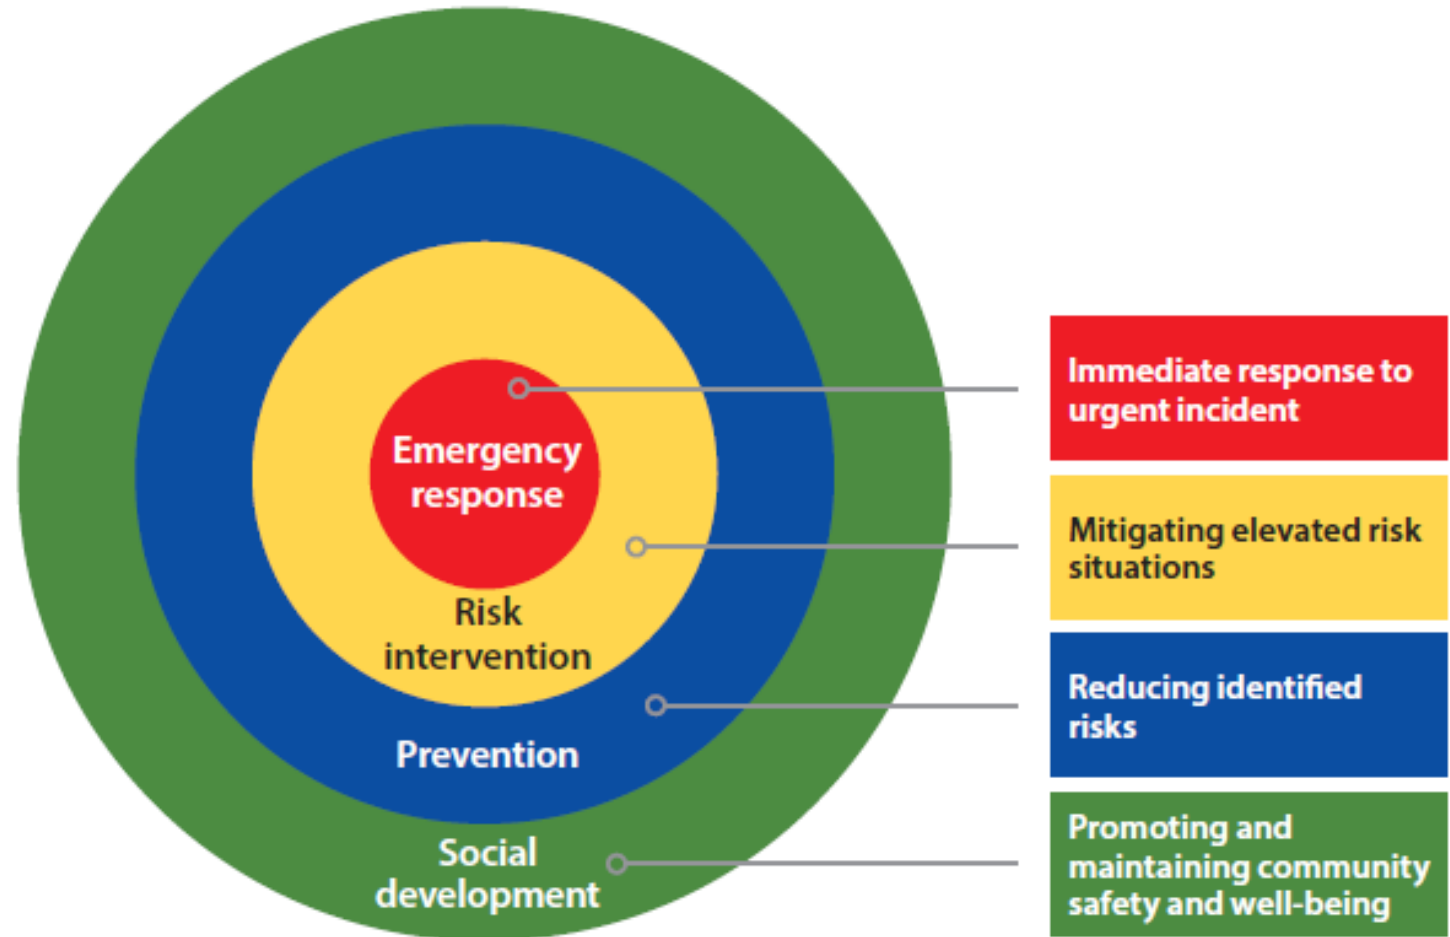 Emergency
response
Risk
intervention
Prevention
Social
development
Immediate response to
urgent incident
Mitigating elevated risk
situations
Reducing identified
risks
Promoting and
maintaining community
safety and well-being